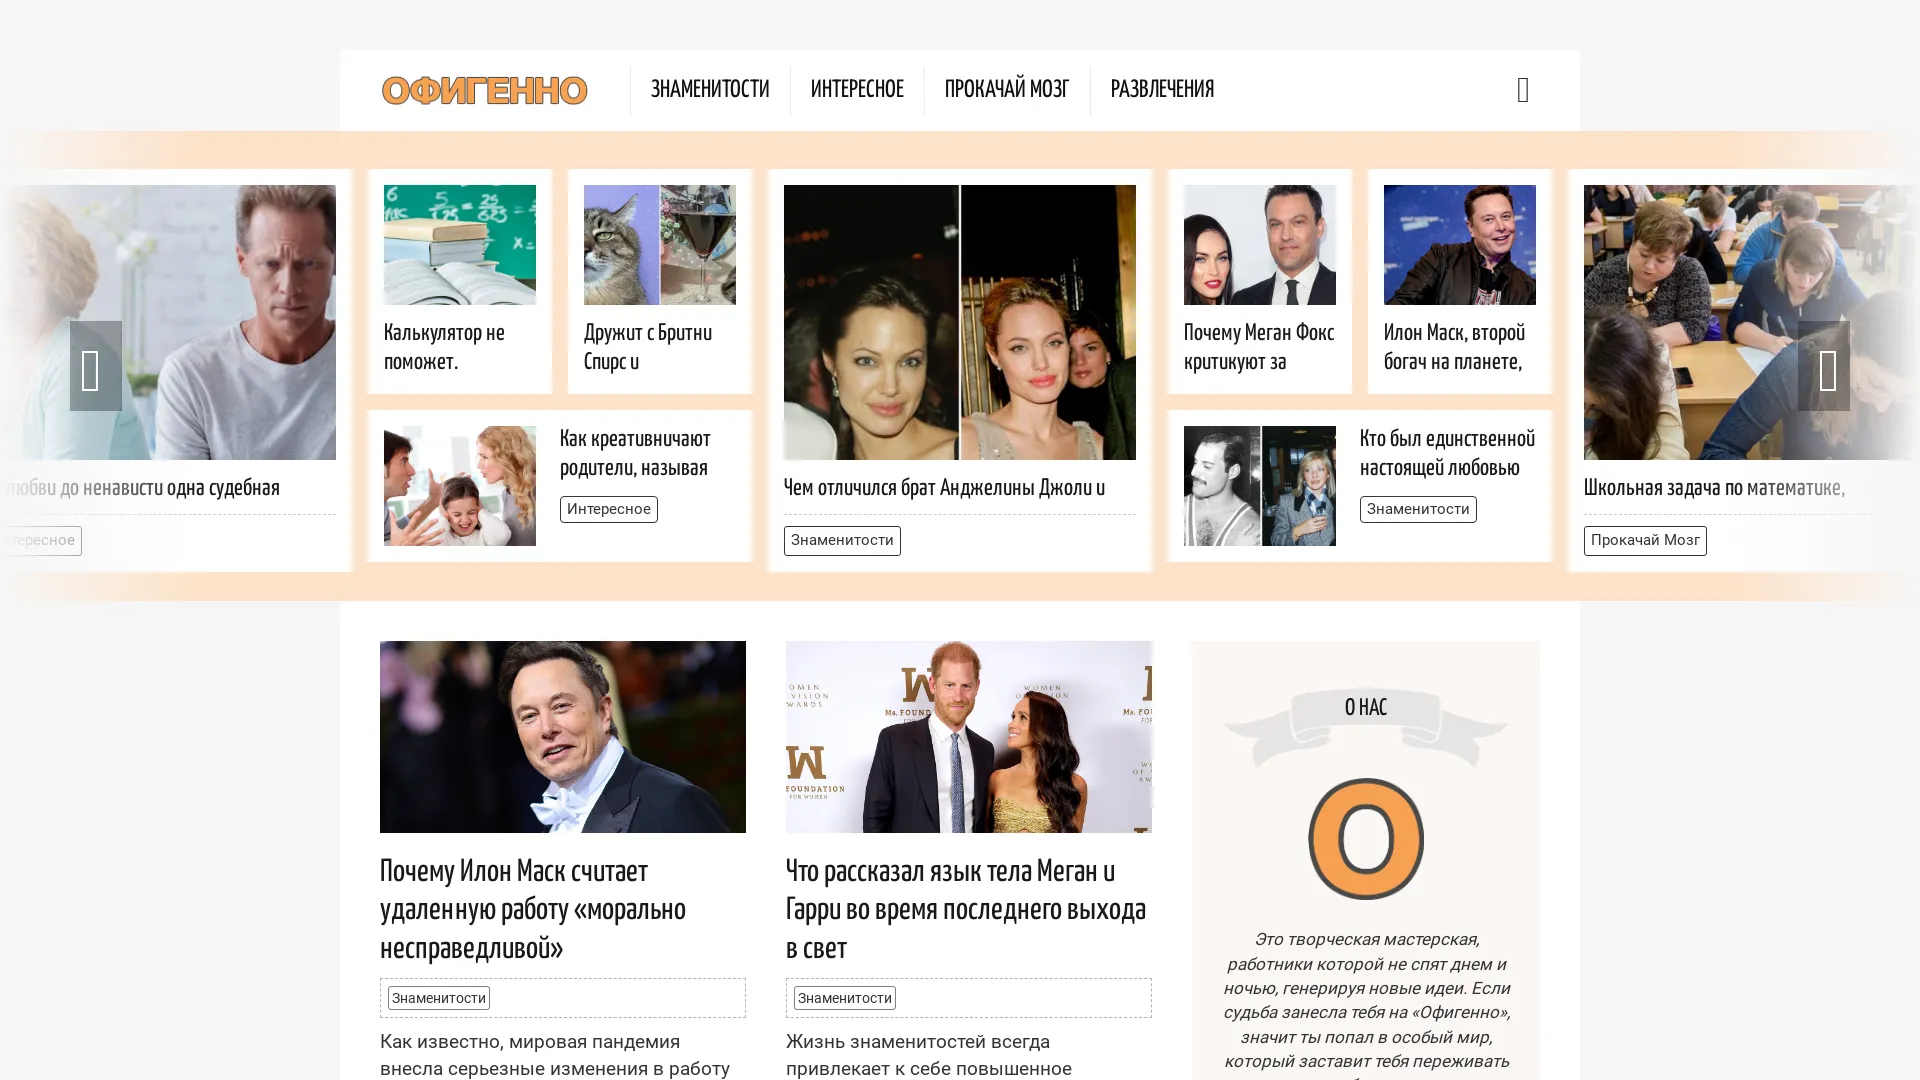 ОФИГЕННО
ЗНАМЕНИТОСТИ
ИНТЕРЕСНОЕ
ПРОКАЧАЙ МОЗГ
РАЗВЛЕЧЕНИЯ
любви до ненависти одна судебная
тересное
Калькулятор не
поможет.
Дружит с Бритни
Спирс и
Как креативничают
родители, называя
Интересное
Чем отличился брат Анджелины Джоли и
Знаменитости
Почему Меган Фокс
критикуют за
Илон Маск, второй
богач на планете,
Кто был единственной
настоящей любовью
Знаменитости
Школьная задача по математике,
Прокачай Мозг
Почему Илон Маск считает
удаленную работу «морально
несправедливой»
Знаменитости
Как известно, мировая пандемия
внесла серьезные изменения в работу
W
Ms. FOUND
WOMEN
W
FOUNDATION
FOR WOMEN
Что рассказал язык тела Меган и
Гарри во время последнего выхода
в свет
Знаменитости
Жизнь знаменитостей всегда
привлекает к себе повышенное
О НАС
О
Это творческая мастерская,
работники которой не спят днем и
ночью, генерируя новые идеи. Если
судьба занесла тебя на «Офигенно»,
значит ты попал в особый мир,
который заставит тебя переживать